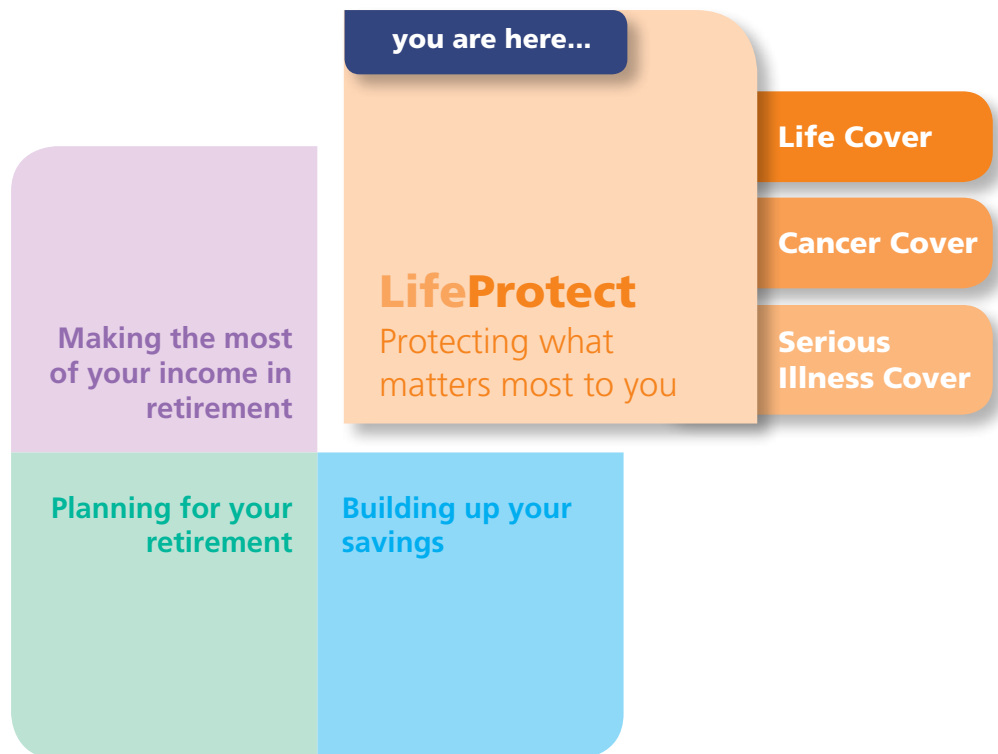 you are here...
Life Cover
Cancer Cover
Serious
Illness Cover
LifeProtect
Protecting what
matters most to you
Making the most
of your income in
retirement
Planning for your
retirement
Building up your
savings